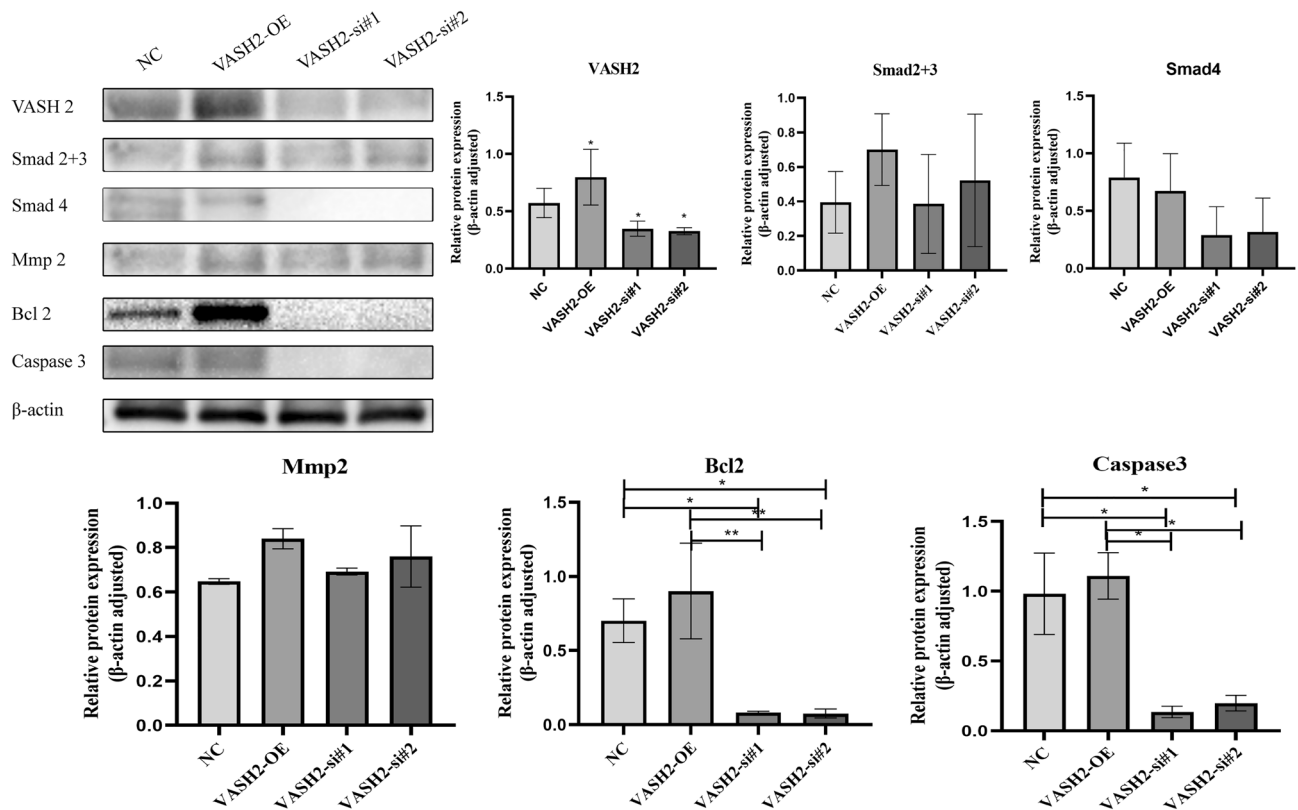 NC
VASH2-OE
VASH2-si#1
VASH2-si#2
VASH 2
Smad 2+3
Smad 4
Mmp 2
Bcl 2
Caspase 3
β-actin
VASH2
Relative protein expression
(β-actin adjusted)
1.5
1.0
0.5
0.0
*
*
*
NC
VASH2-OE
VASH2-si#1
VASH2-si#2
Smad2+3
Relative protein expression
(β-actin adjusted)
1.0
0.8
0.6
0.4
0.2
0.0
NC
VASH2-OE
VASH2-si#1
VASH2-si#2
Smad4
Relative protein expression
(β-actin adjusted)
1.5
1.0
0.5
0.0
NC
VASH2-OE
VASH2-si#1
VASH2-si#2
Mmp2
Relative protein expression
(β-actin adjusted)
1.0
0.8
0.6
0.4
0.2
0.0
NC
VASH2-OE
VASH2-si#1
VASH2-si#2
Bcl2
Relative protein expression
(β-actin adjusted)
1.5
1.0
0.5
0.0
*
*
**
**
NC
VASH2-OE
VASH2-si#1
VASH2-si#2
Caspase3
Relative protein expression
(β-actin adjusted)
1.5
1.0
0.5
0.0
*
*
*
*
NC
VASH2-OE
VASH2-si#1
VASH2-si#2